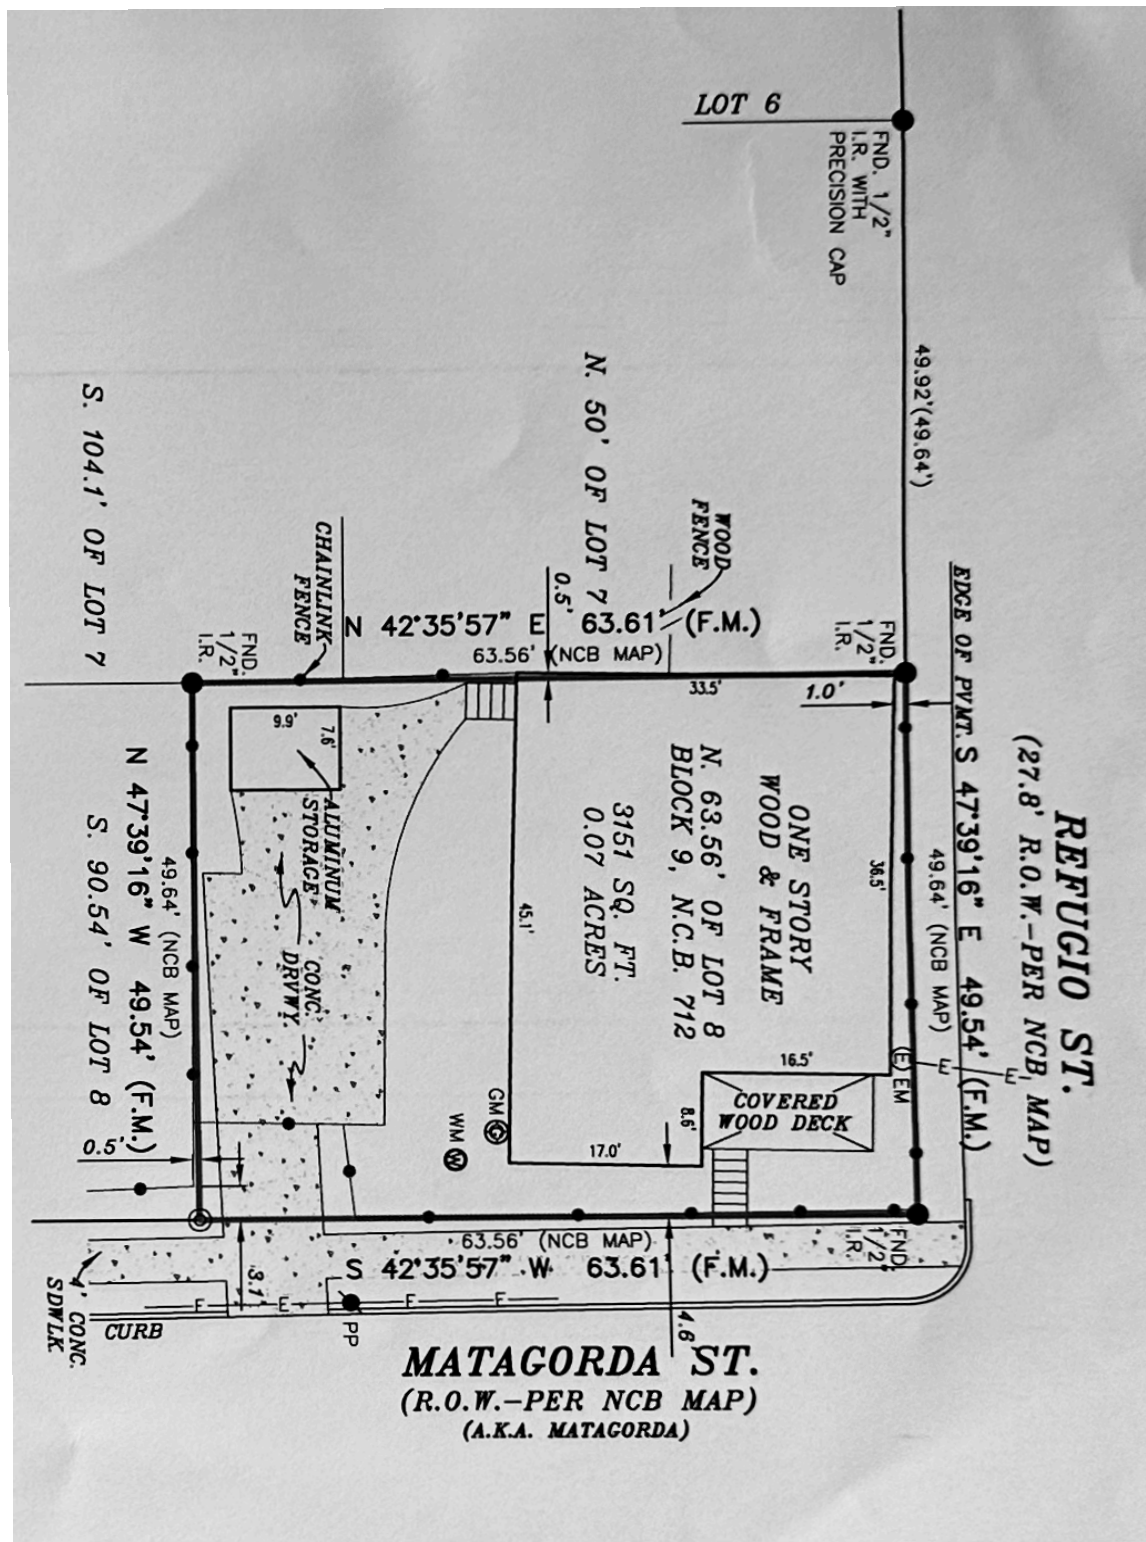 LOT 6
FND. 1/2"
I.R. WITH
PRECISION CAP
49.92'(49.64')
N. 50' OF LOT 7
S. 104.1' OF LOT 7
WOOD
FENCE
CHAINLINK
FENCE
0.5'
N 42°35'57" E 63.61' (F.M.)
63.56' (NCB MAP)
FND.
1/2"
I.R.
FND.
1/2"
I.R.
EDGE OF PVMT.
33.5'
1.0'
9.9'
7.6'
ALUMINUM
STORAGE
CONC.
DRVWY.
ONE STORY
WOOD & FRAME
N. 63.56' OF LOT 8
BLOCK 9, N.C.B. 712
3151 SQ. FT.
0.07 ACRES
36.5'
45.1'
S 47°39'16" E 49.54' (F.M.)
49.64' (NCB MAP)
REFUGIO ST.
(27.8' R.O.W.-PER NCB MAP)
N 47°39'16" W 49.54' (F.M.)
49.64' (NCB MAP)
S. 90.54' OF LOT 8
16.5'
(E) EM
E
E
COVERED
WOOD DECK
8.6'
17.0'
GM G
WM W
0.5'
63.56' (NCB MAP)
S 42°35'57" W 63.61' (F.M.)
FND.
1/2"
I.R.
3.1'
4' CONC.
SDWLK.
CURB
E
E
E
E
PP
4.6'
MATAGORDA ST.
(R.O.W.-PER NCB MAP)
(A.K.A. MATAGORDA)